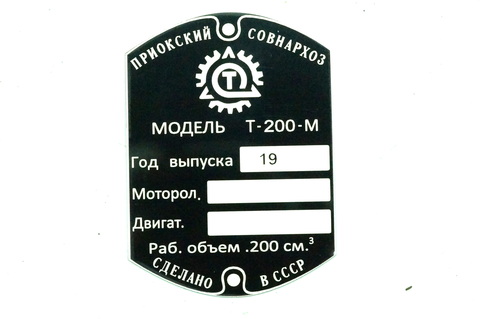 ПРИОКСКИЙ СОВНАРХОЗ
Т
МОДЕЛЬ Т-200-М
Год выпуска 19
Моторол.
Двигат.
Раб. объем .200 см.³
СДЕЛАНО В СССР